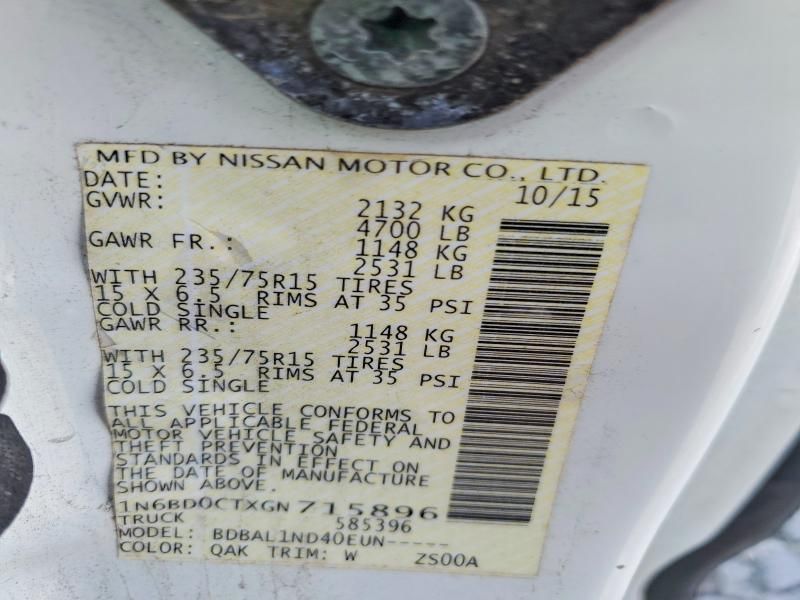 MFD BY NISSAN MOTOR CO., LTD.
DATE: 10/15
GVWR: 2132 KG
4700 LB
GAWR FR.: 1148 KG
2531 LB
WITH 235/75R15 TIRES
15 X 6.5 RIMS AT 35 PSI
COLD SINGLE
GAWR RR.: 1148 KG
2531 LB
WITH 235/75R15 TIRES
15 X 6.5 RIMS AT 35 PSI
COLD SINGLE
THIS VEHICLE CONFORMS TO
ALL APPLICABLE FEDERAL
MOTOR VEHICLE SAFETY AND
THEFT PREVENTION
STANDARDS IN EFFECT ON
THE DATE OF MANUFACTURE
SHOWN ABOVE.
1N6BD0CTXGN 715896
TRUCK 585396
MODEL: BDBAL1ND40EUN-----
COLOR: QAK TRIM: W ZS00A